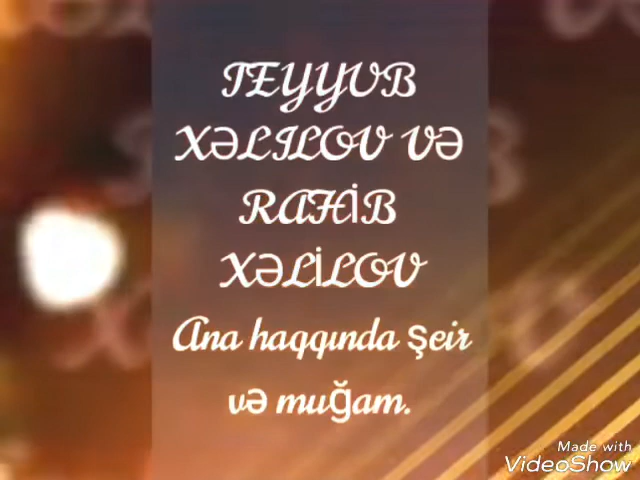 TEYYUB
XƏLILOV VƏ
RAHİB
XƏLİLOV
Ana haqqında şeir
və muğam.
Made with
VideoShow